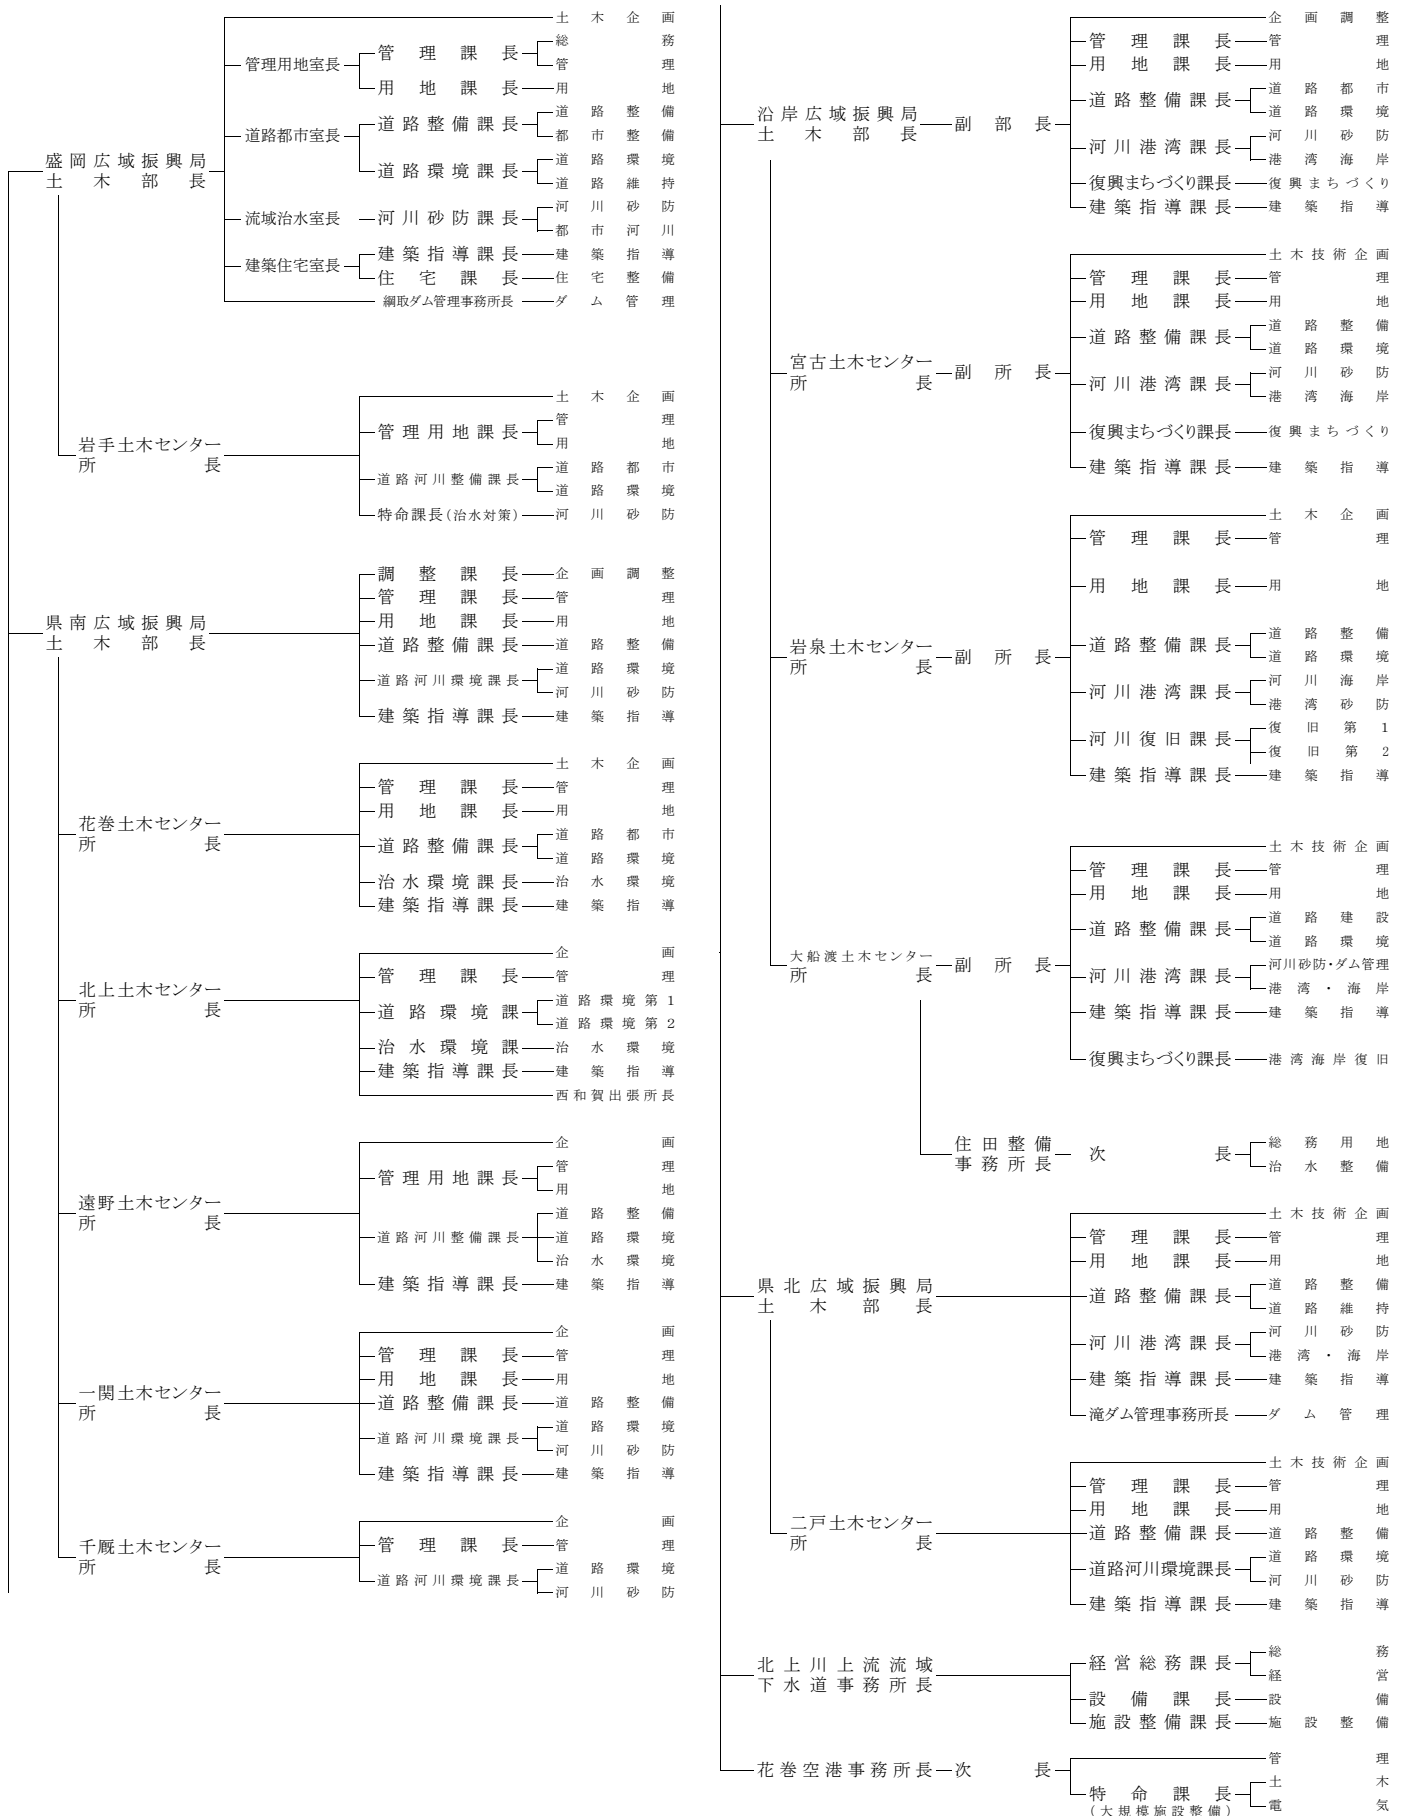 土木企画
管理用地室長
管理課長
総務
管理
用地課長
用地
道路都市室長
道路整備課長
道路整備
都市整備
道路環境課長
道路環境
道路維持
盛岡広域振興局
土木部長
流域治水室長
河川砂防課長
河川砂防
都市河川
建築住宅室長
建築指導課長
建築指導
住宅課長
住宅整備
綱取ダム管理事務所長
ダム管理
岩手土木センター
所長
土木企画
管理用地課長
管理
用地
道路河川整備課長
道路都市
道路環境
特命課長(治水対策)
河川砂防
県南広域振興局
土木部長
調整課長
企画調整
管理課長
管理
用地課長
用地
道路整備課長
道路整備
道路河川環境課長
道路環境
河川砂防
建築指導課長
建築指導
花巻土木センター
所長
土木企画
管理課長
管理
用地課長
用地
道路整備課長
道路都市
道路環境
治水環境課長
治水環境
建築指導課長
建築指導
北上土木センター
所長
企画
管理課長
管理
道路環境課
道路環境第1
道路環境第2
治水環境課
治水環境
建築指導課長
建築指導
西和賀出張所長
遠野土木センター
所長
企画
管理用地課長
管理
用地
道路河川整備課長
道路整備
道路環境
治水環境
建築指導課長
建築指導
一関土木センター
所長
企画
管理課長
管理
用地課長
用地
道路整備課長
道路整備
道路河川環境課長
道路環境
河川砂防
建築指導課長
建築指導
千厩土木センター
所長
企画
管理課長
管理
道路河川環境課長
道路環境
河川砂防
沿岸広域振興局
土木部長
副部長
企画調整
管理課長
管理
用地課長
用地
道路整備課長
道路都市
道路環境
河川港湾課長
河川砂防
港湾海岸
復興まちづくり課長
復興まちづくり
建築指導課長
建築指導
宮古土木センター
所長
副所長
土木技術企画
管理課長
管理
用地課長
用地
道路整備課長
道路整備
道路環境
河川港湾課長
河川砂防
港湾海岸
復興まちづくり課長
復興まちづくり
建築指導課長
建築指導
岩泉土木センター
所長
副所長
土木企画
管理課長
管理
用地課長
用地
道路整備課長
道路整備
道路環境
河川港湾課長
河川海岸
港湾砂防
河川復旧課長
復旧第1
復旧第2
建築指導課長
建築指導
大船渡土木センター
所長
副所長
土木技術企画
管理課長
管理
用地課長
用地
道路整備課長
道路建設
道路環境
河川港湾課長
河川砂防・ダム管理
港湾・海岸
建築指導課長
建築指導
復興まちづくり課長
港湾海岸復旧
住田整備
事務所長
次長
総務用地
治水整備
県北広域振興局
土木部長
土木技術企画
管理課長
管理
用地課長
用地
道路整備課長
道路整備
道路維持
河川港湾課長
河川砂防
港湾・海岸
建築指導課長
建築指導
滝ダム管理事務所長
ダム管理
二戸土木センター
所長
土木技術企画
管理課長
管理
用地課長
用地
道路整備課長
道路整備
道路河川環境課長
道路環境
河川砂防
建築指導課長
建築指導
北上川上流流域
下水道事務所長
経営総務課長
総務
経営
設備課長
設備
施設整備課長
施設整備
花巻空港事務所長
次長
管理
特命課長
(大規模施設整備)
土木
電気